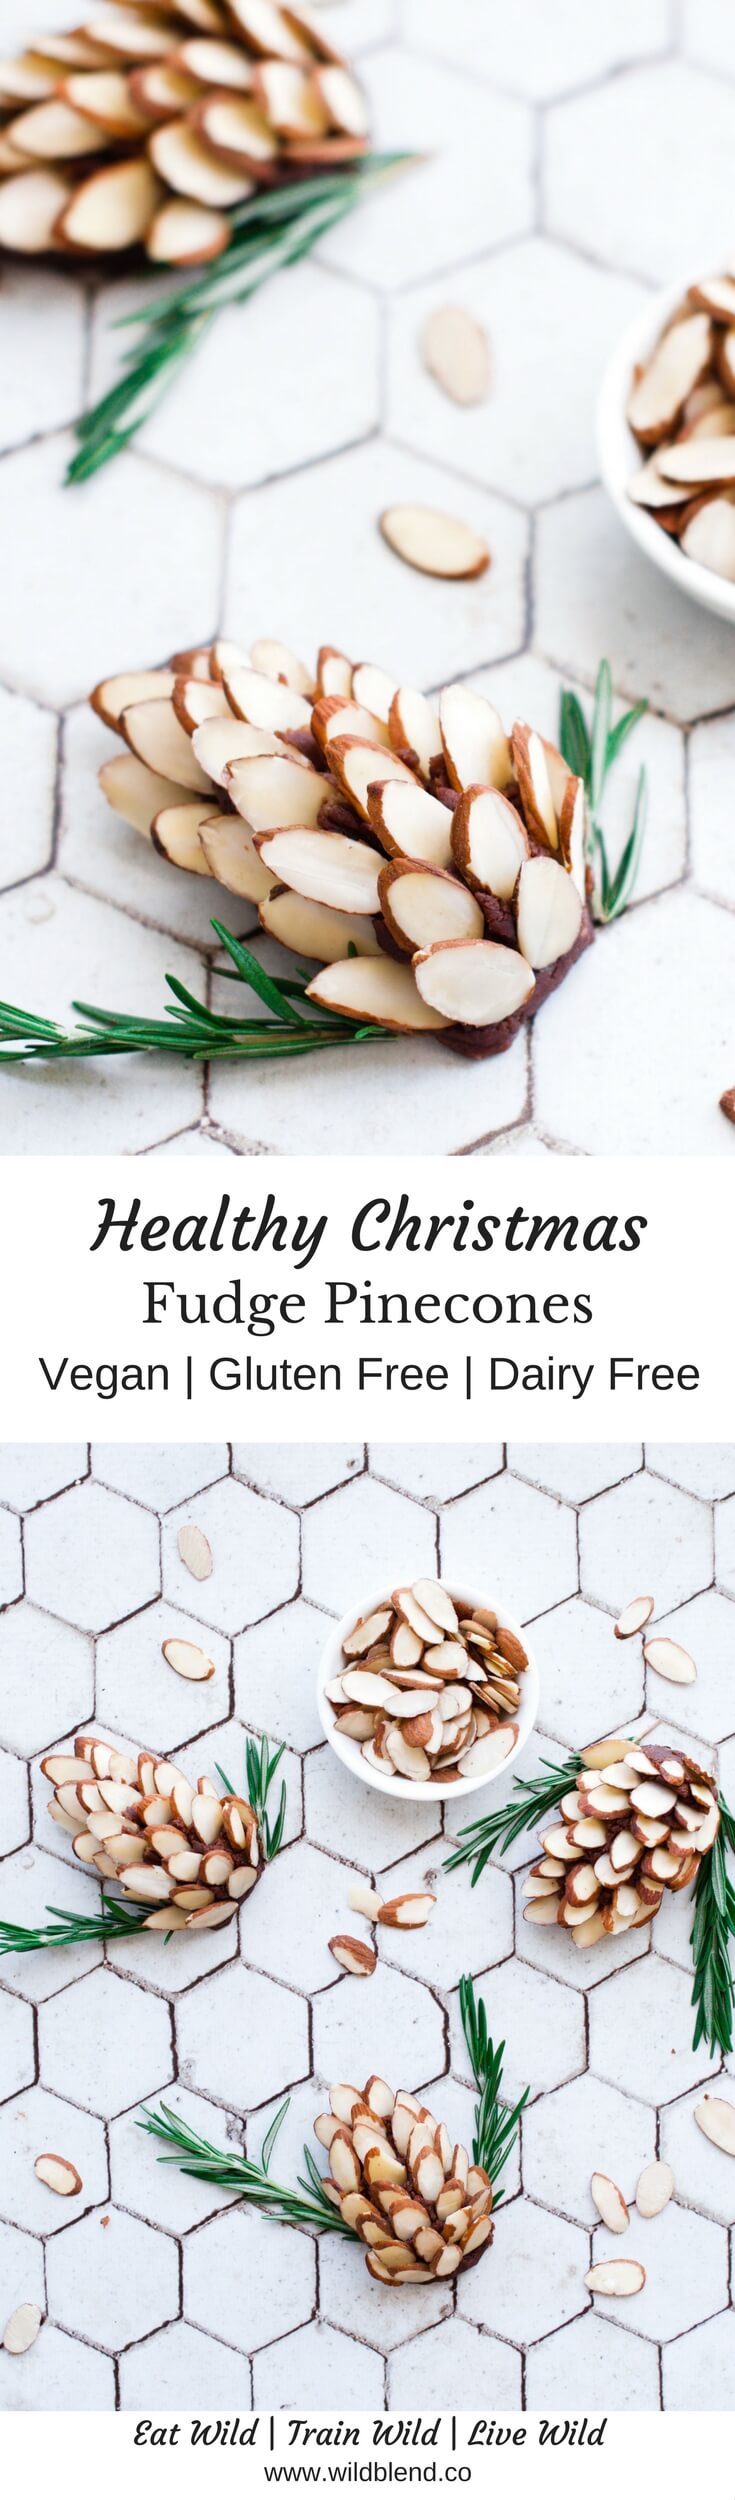 Healthy Christmas
Fudge Pinecones
Vegan | Gluten Free | Dairy Free
Eat Wild | Train Wild | Live Wild
www.wildblend.co